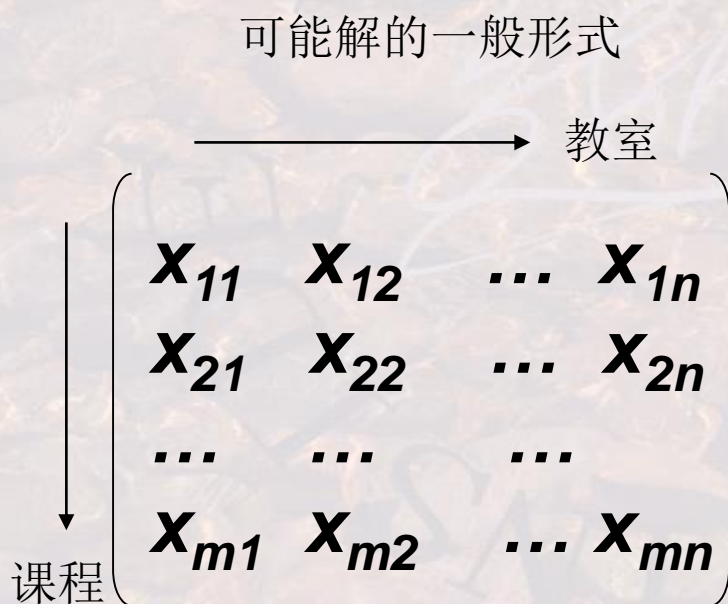 可能解的一般形式
教室
x11 x12 ... x1n
x21 x22 ... x2n
... ... ...
xm1 xm2 ... xmn
课程